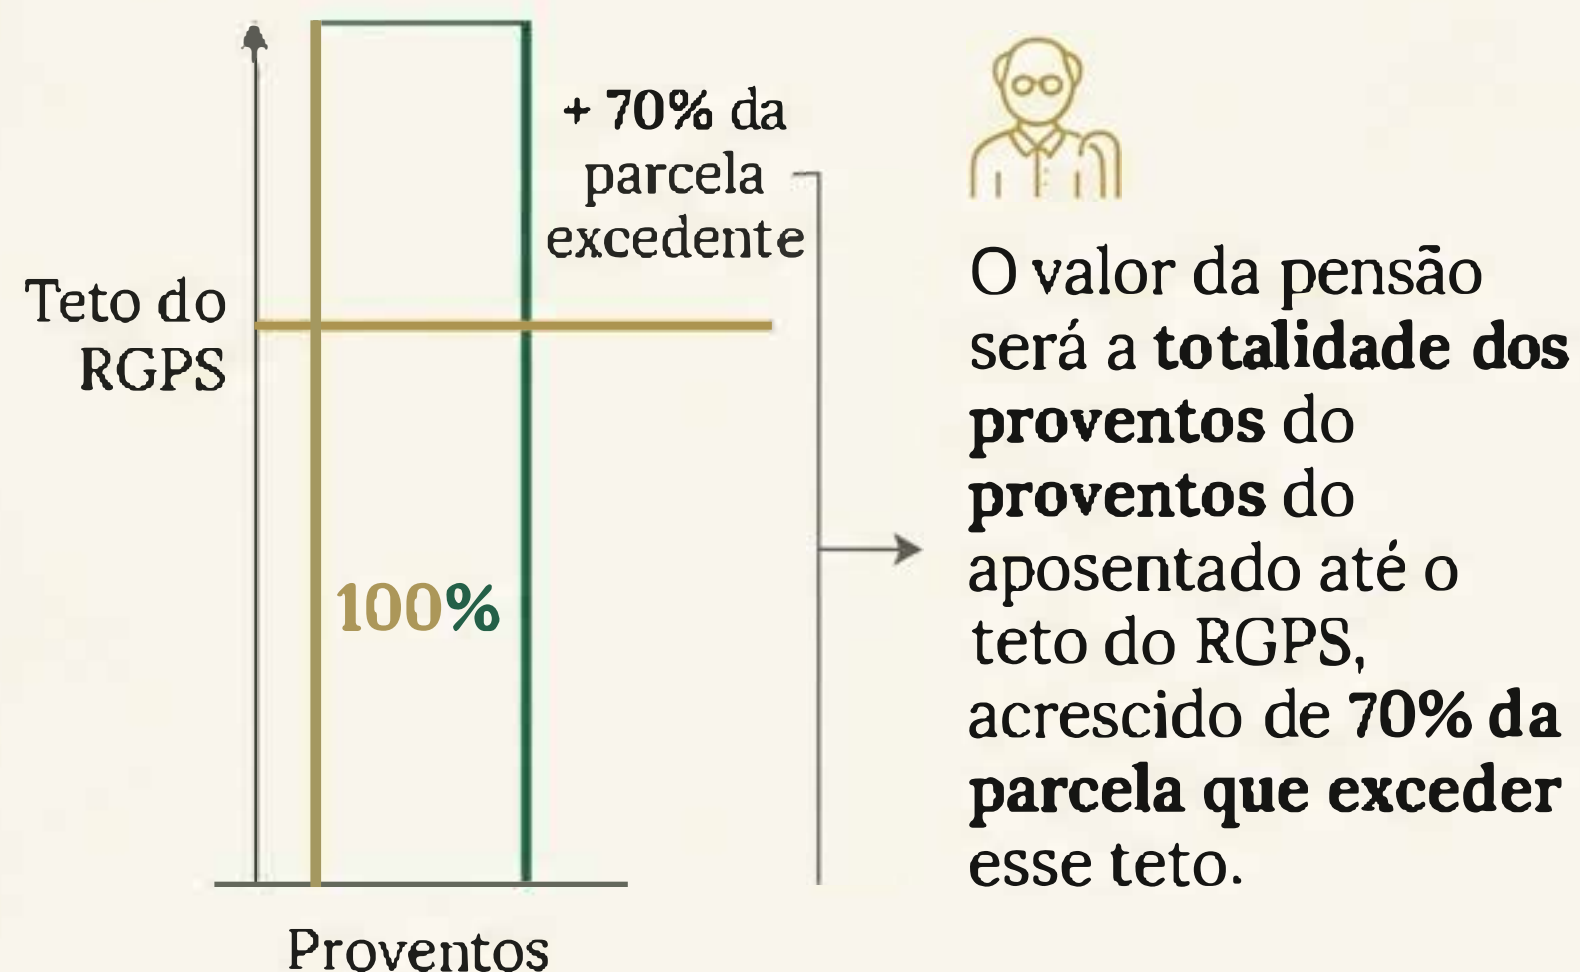 + 70% da
parcela
excedente
Teto do
RGPS
100%
Proventos
O valor da pensão
será a totalidade dos
proventos do
proventos do
aposentado até o
teto do RGPS,
acrescido de 70% da
parcela que exceder
esse teto.